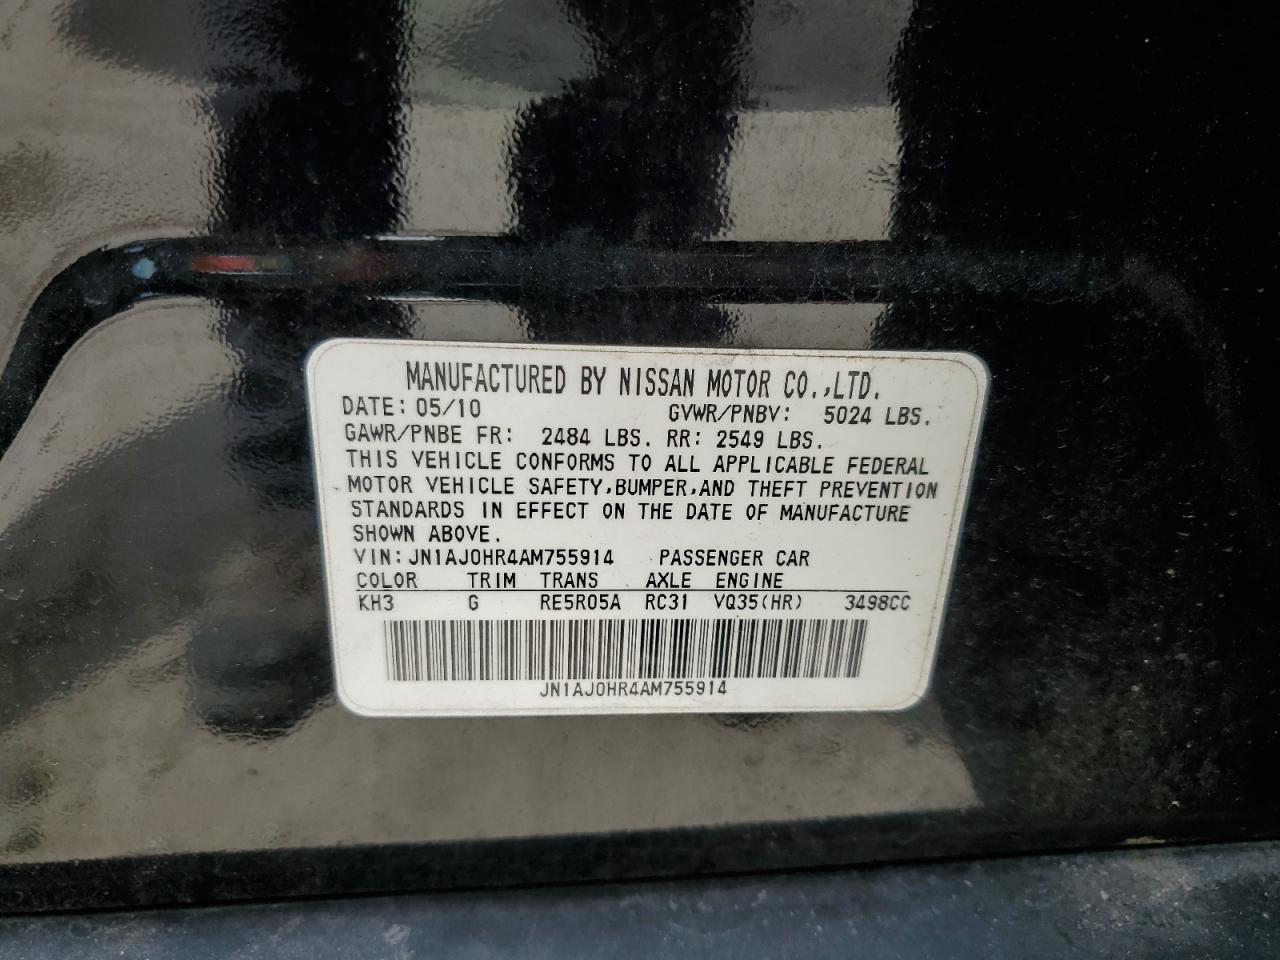 MANUFACTURED BY NISSAN MOTOR CO.,LTD.
DATE: 05/10 GVWR/PNBV: 5024 LBS.
GAWR/PNBE FR: 2484 LBS. RR: 2549 LBS.
THIS VEHICLE CONFORMS TO ALL APPLICABLE FEDERAL
MOTOR VEHICLE SAFETY,BUMPER,AND THEFT PREVENTION
STANDARDS IN EFFECT ON THE DATE OF MANUFACTURE
SHOWN ABOVE.
VIN:JN1AJ0HR4AM755914 PASSENGER CAR
COLOR TRIM TRANS AXLE ENGINE
KH3 G RE5R05A RC31 VQ35(HR) 3498CC
JN1AJ0HR4AM755914